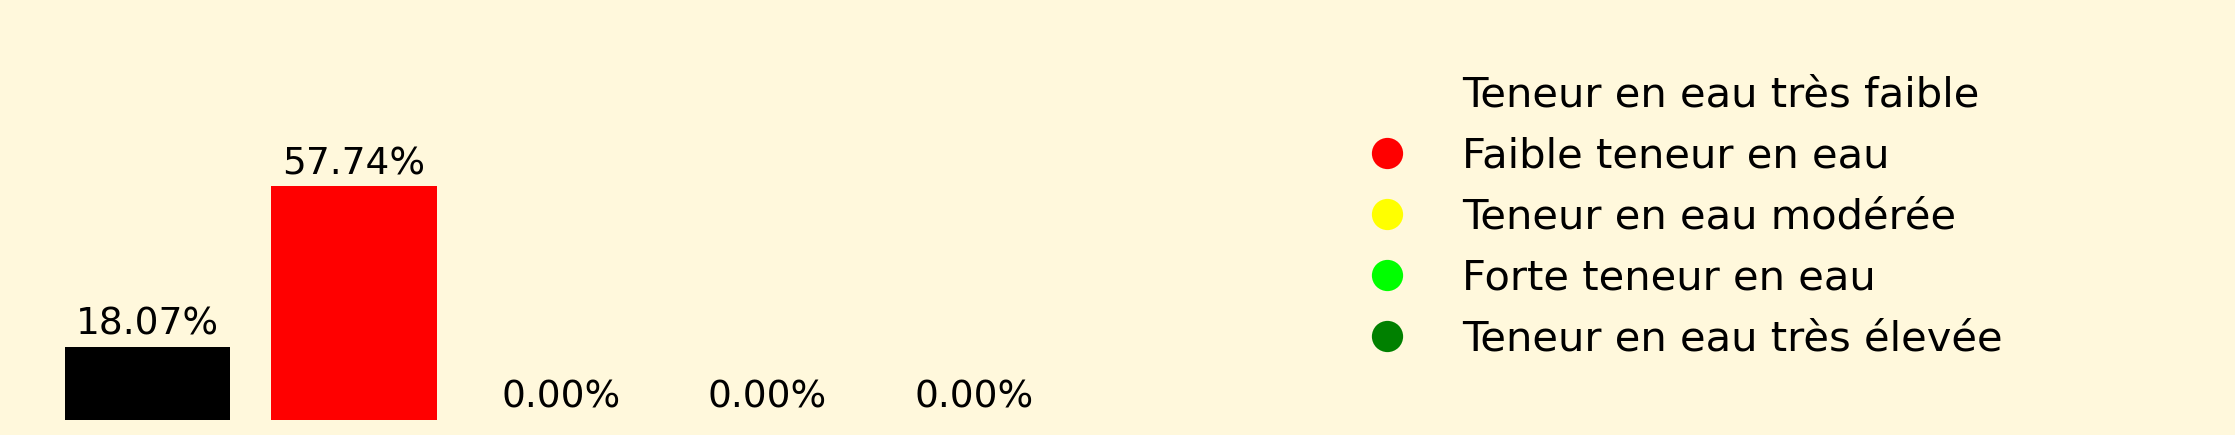 57.74%
18.07%
0.00%
0.00%
0.00%
Teneur en eau très faible
Faible teneur en eau
Teneur en eau modérée
Forte teneur en eau
Teneur en eau très élevée